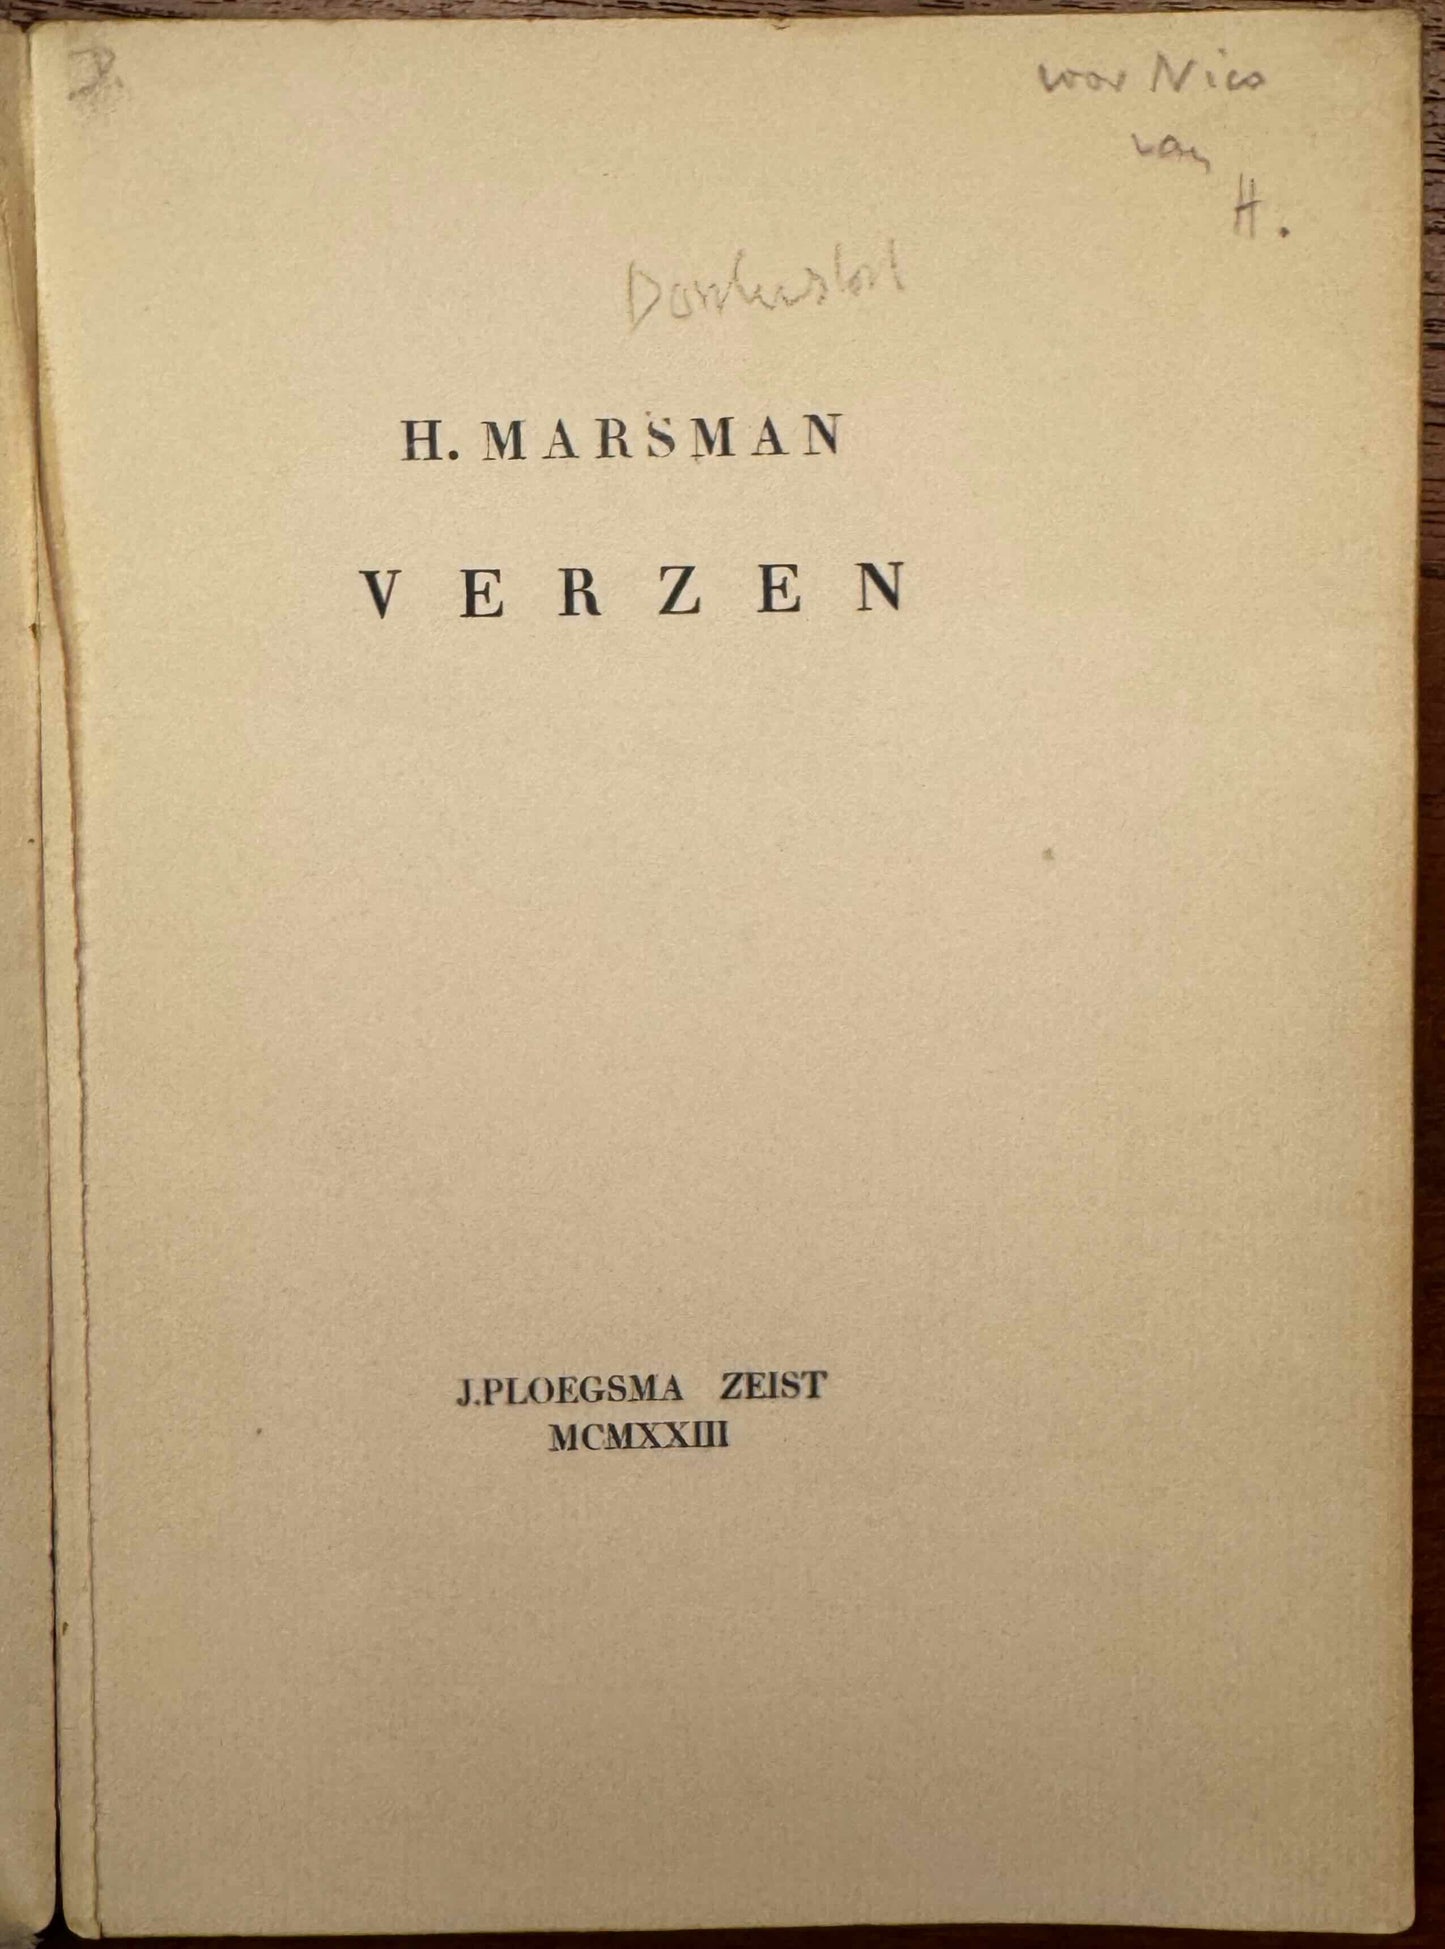 voor Nico
van
H.
H. MARSMAN
VERZEN
J. PLOEGSMA ZEIST
MCMXXIII